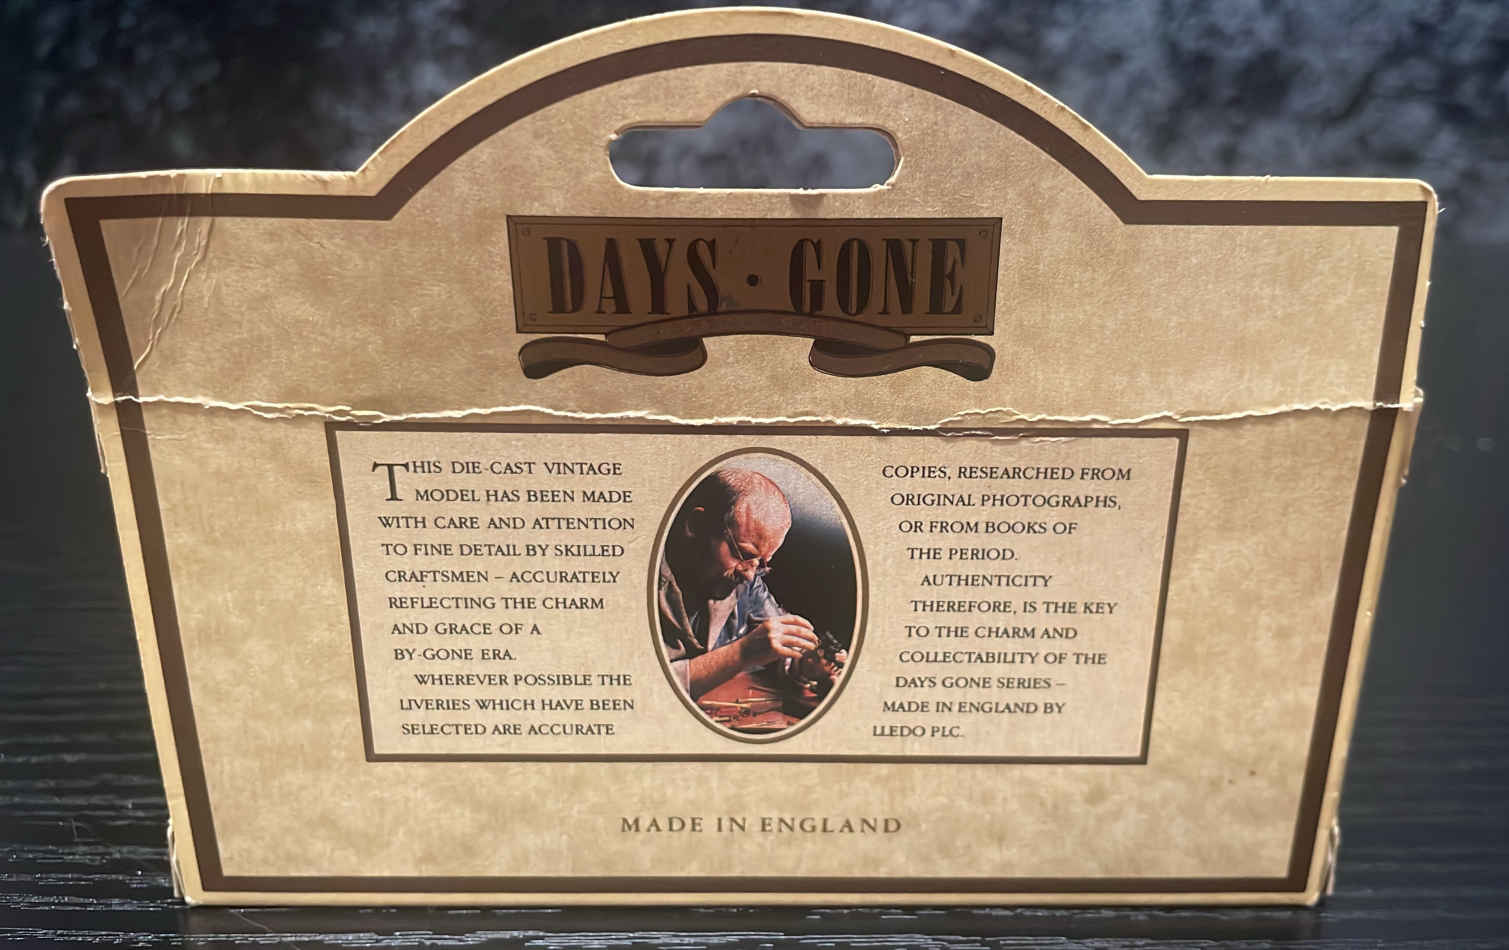 DAYS · GONE
THIS DIE-CAST VINTAGE
MODEL HAS BEEN MADE
WITH CARE AND ATTENTION
TO FINE DETAIL BY SKILLED
CRAFTSMEN – ACCURATELY
REFLECTING THE CHARM
AND GRACE OF A
BY-GONE ERA.
WHEREVER POSSIBLE THE
LIVERIES WHICH HAVE BEEN
SELECTED ARE ACCURATE
COPIES, RESEARCHED FROM
ORIGINAL PHOTOGRAPHS,
OR FROM BOOKS OF
THE PERIOD.
AUTHENTICITY
THEREFORE, IS THE KEY
TO THE CHARM AND
COLLECTABILITY OF THE
DAYS GONE SERIES –
MADE IN ENGLAND BY
LLEDO PLC.
MADE IN ENGLAND